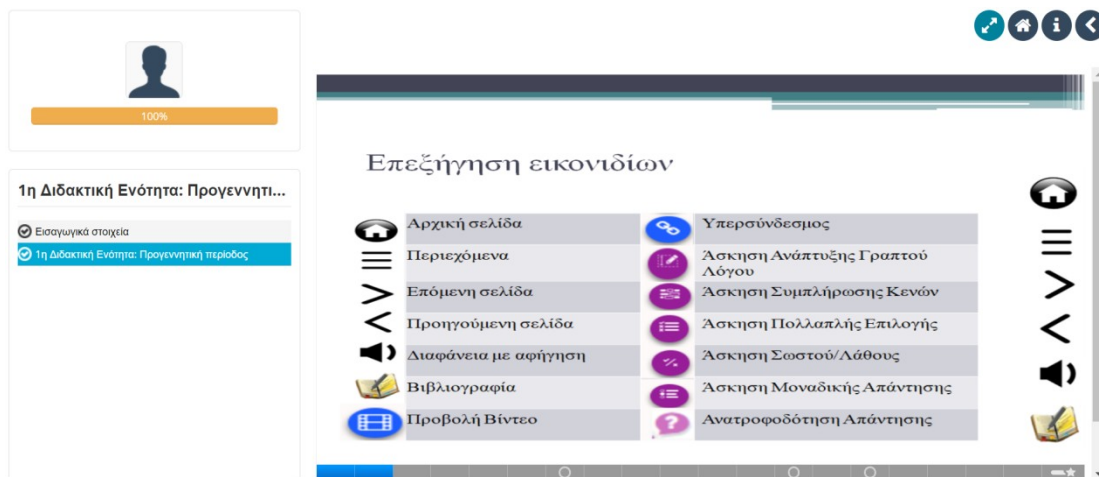 100%
1η Διδακτική Ενότητα: Προγεννητι...
Εισαγωγικά στοιχεία
1η Διδακτική Ενότητα: Προγεννητική περίοδος
Επεξήγηση εικονιδίων
Αρχική σελίδα
Περιεχόμενα
Επόμενη σελίδα
Προηγούμενη σελίδα
Διαφάνεια με αφήγηση
Βιβλιογραφία
Προβολή Βίντεο
Υπερσύνδεσμος
Άσκηση Ανάπτυξης Γραπτού
Λόγου
Άσκηση Συμπλήρωσης Κενών
Άσκηση Πολλαπλής Επιλογής
Άσκηση Σωστού/Λάθους
Άσκηση Μοναδικής Απάντησης
Ανατροφοδότηση Απάντησης